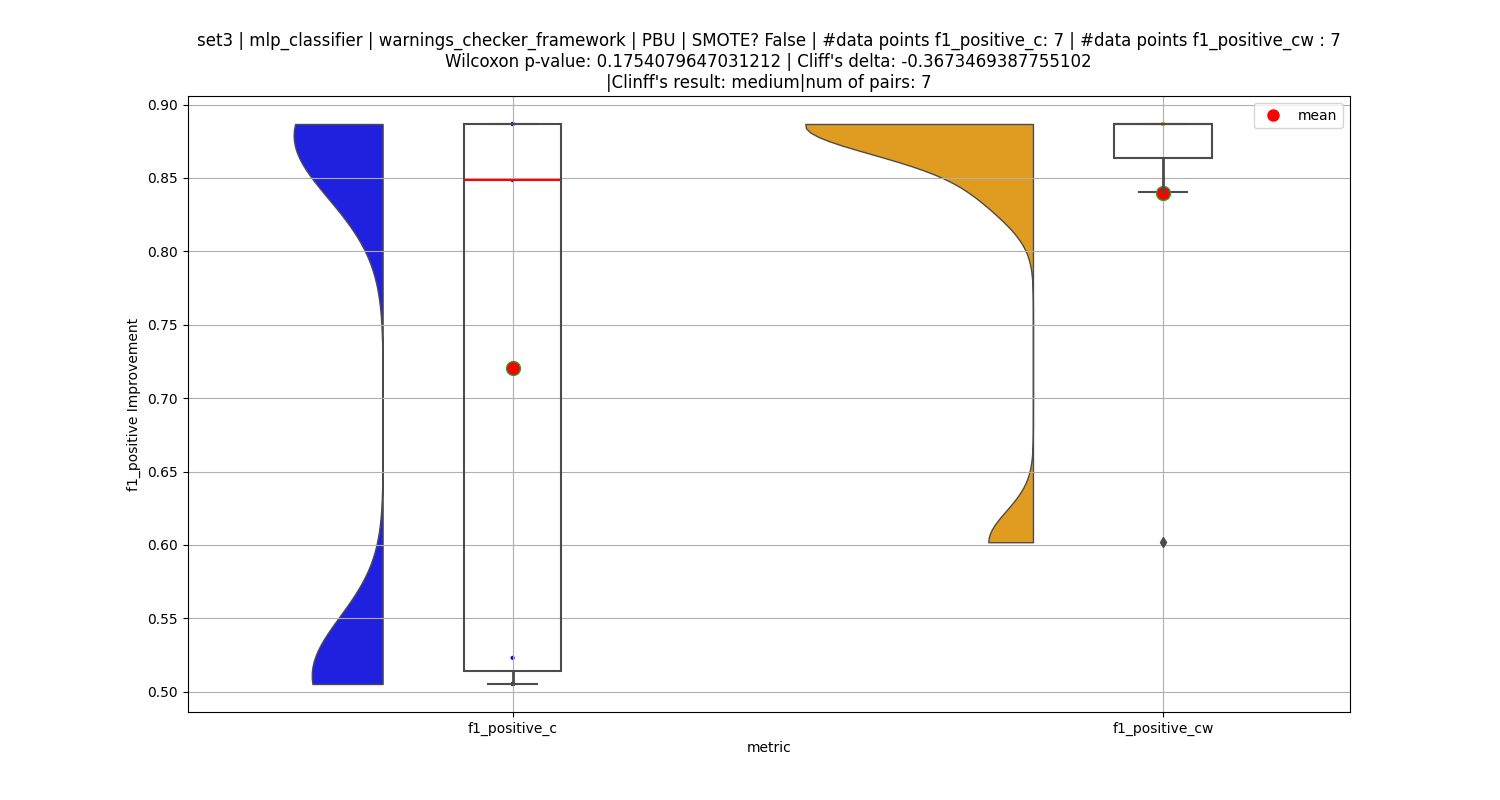 set3 | mlp_classifier | warnings_checker_framework | PBU | SMOTE? False | #data points f1_positive_c: 7 | #data points f1_positive_cw : 7
Wilcoxon p-value: 0.1754079647031212 | Cliff's delta: -0.3673469387755102
|Clinff's result: medium|num of pairs: 7
mean
f1_positive Improvement
0.90
0.85
0.80
0.75
0.70
0.65
0.60
0.55
0.50
f1_positive_c
f1_positive_cw
metric